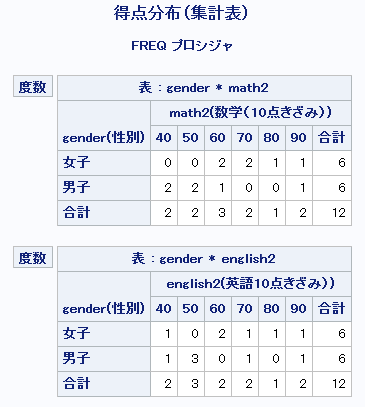 得点分布(集計表)
FREQ プロシジャ
度数
表 : gender * math2
gender(性別) math2(数学(10点きざみ))
40 50 60 70 80 90 合計
女子 0 0 2 2 1 1 6
男子 2 2 1 0 0 1 6
合計 2 2 3 2 1 2 12
度数
表 : gender * english2
gender(性別) english2(英語10点きざみ))
40 50 60 70 80 90 合計
女子 1 0 2 1 1 1 6
男子 1 3 0 1 0 1 6
合計 2 3 2 2 1 2 12